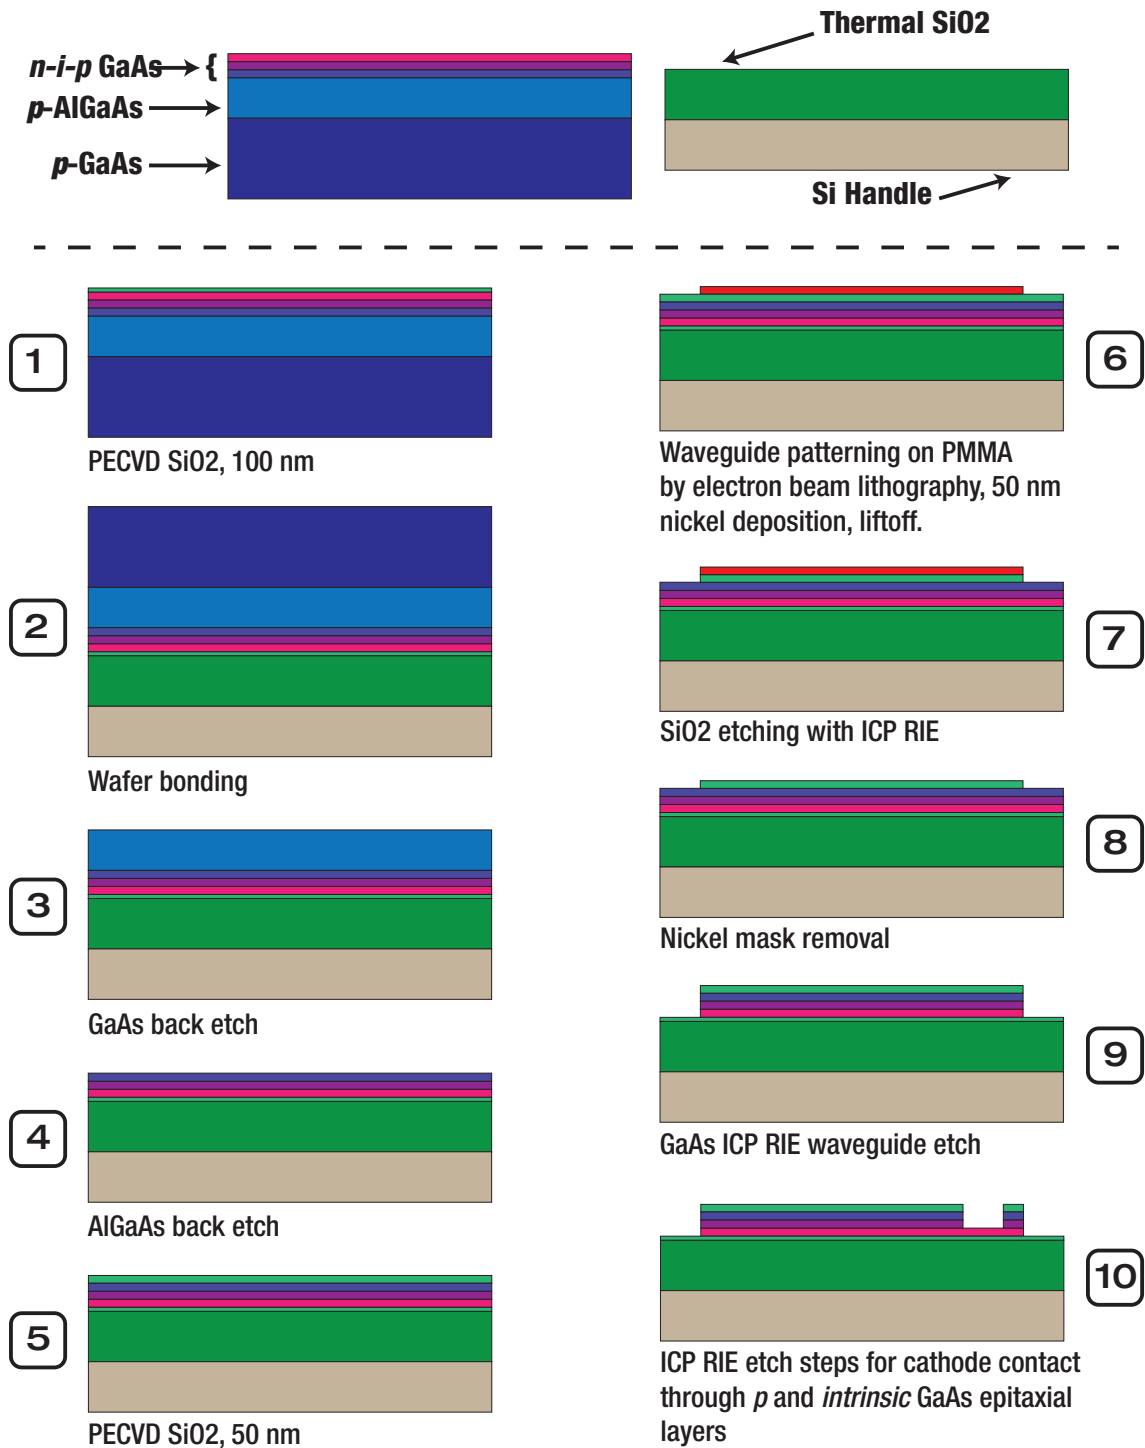 Thermal SiO2
n-i-p GaAs {
p-AlGaAs
p-GaAs
Si Handle
1
PECVD SiO2, 100 nm
2
Wafer bonding
3
GaAs back etch
4
AlGaAs back etch
5
PECVD SiO2, 50 nm
6
Waveguide patterning on PMMA
by electron beam lithography, 50 nm
nickel deposition, liftoff.
7
SiO2 etching with ICP RIE
8
Nickel mask removal
9
GaAs ICP RIE waveguide etch
10
ICP RIE etch steps for cathode contact
through p and intrinsic GaAs epitaxial
layers